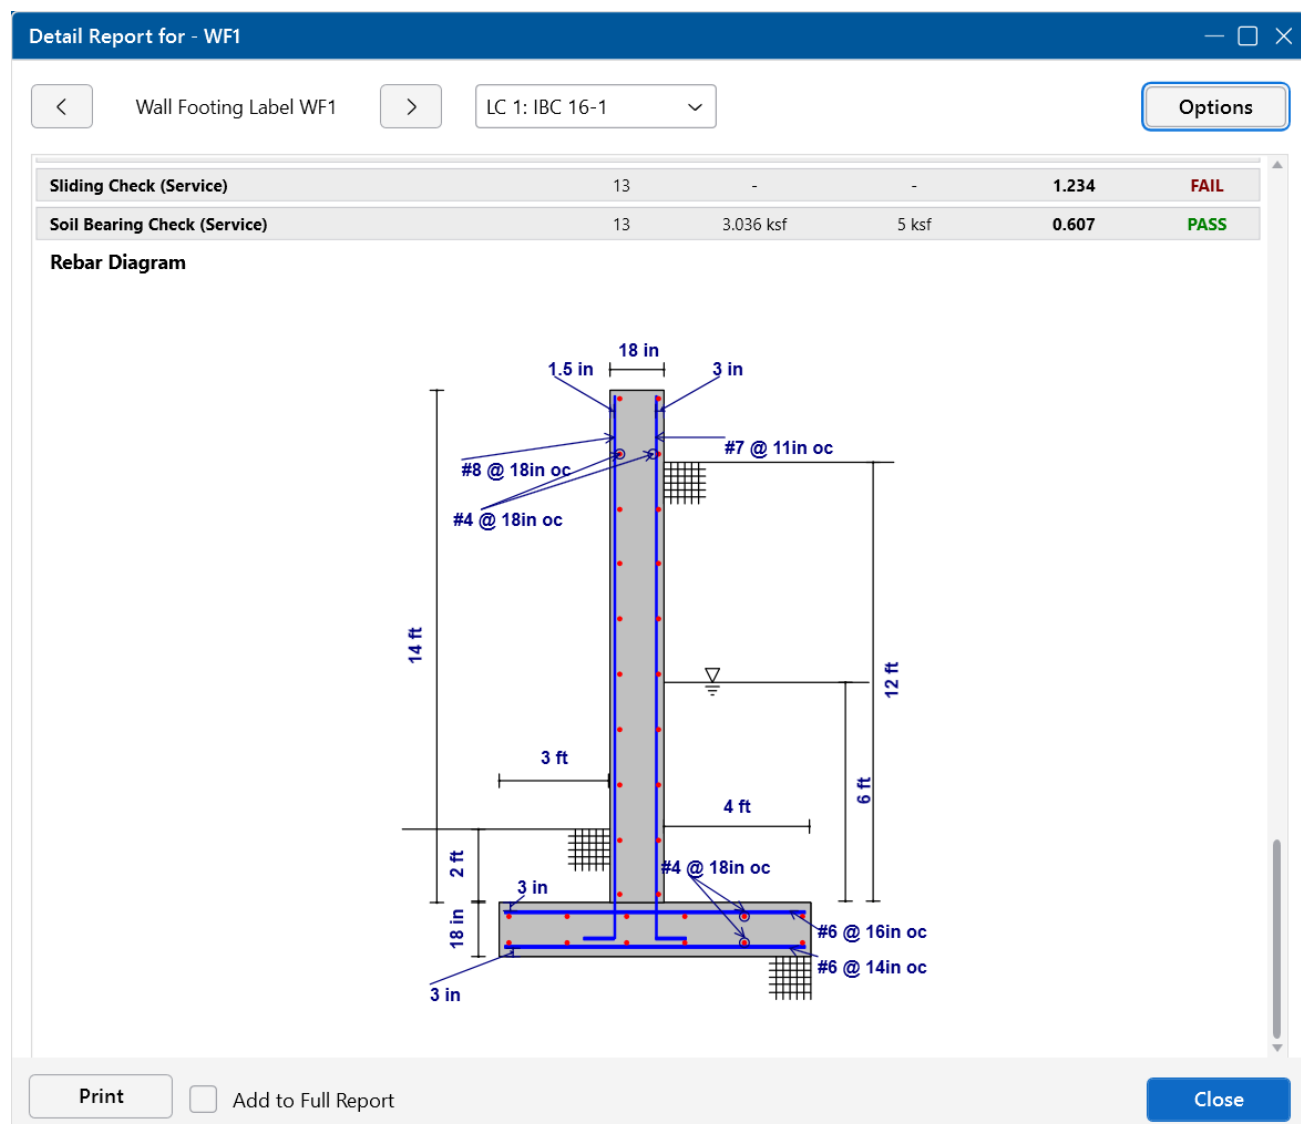 Detail Report for - WF1
Wall Footing Label WF1
LC 1: IBC 16-1
Options
Sliding Check (Service) 13 - - 1.234 FAIL
Soil Bearing Check (Service) 13 3.036 ksf 5 ksf 0.607 PASS
Rebar Diagram
18 in
1.5 in
3 in
#7 @ 11in oc
#8 @ 18in oc
#4 @ 18in oc
14 ft
12 ft
3 ft
6 ft
4 ft
2 ft
#4 @ 18in oc
3 in
18 in
#6 @ 16in oc
#6 @ 14in oc
3 in
Print
Add to Full Report
Close